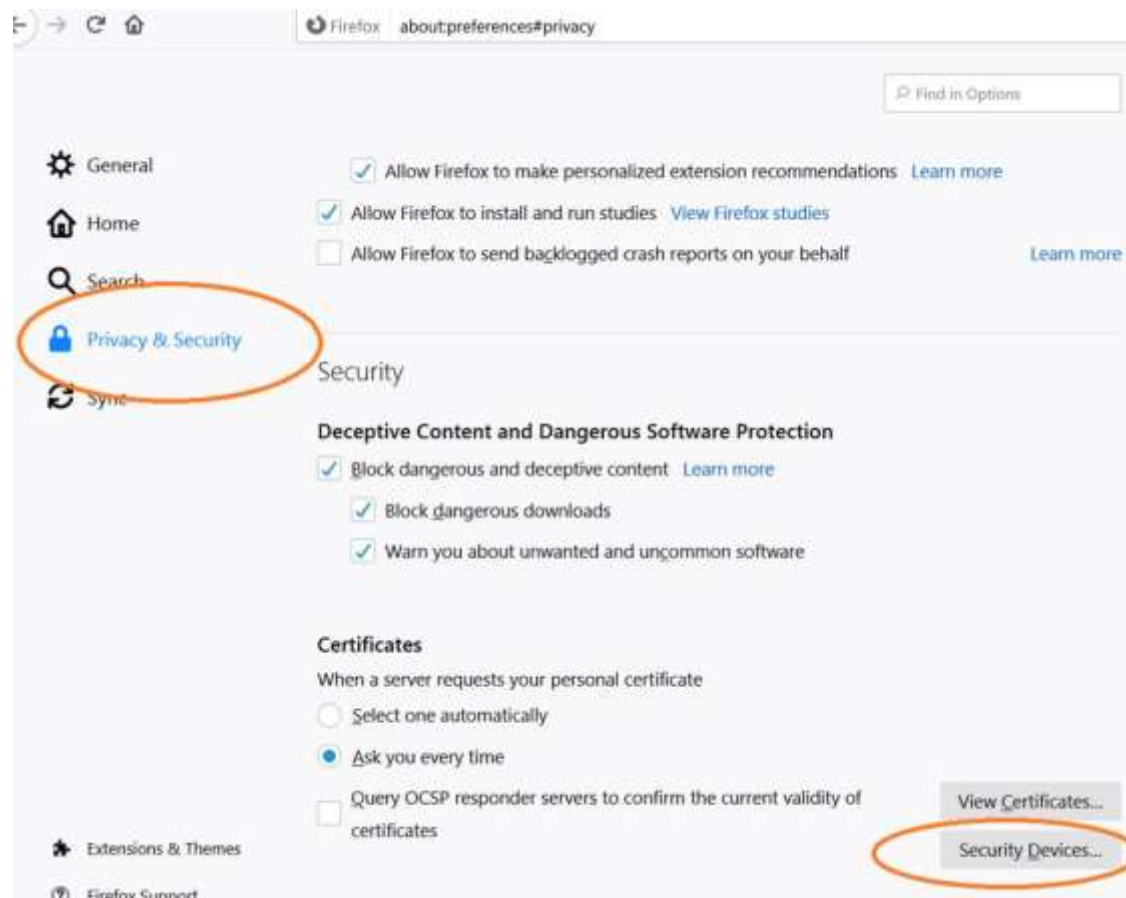 Firefox about:preferences#privacy
Find in Options
General
Home
Search
Privacy & Security
Sync
Extensions & Themes
Firefox Support
Allow Firefox to make personalized extension recommendations Learn more
Allow Firefox to install and run studies View Firefox studies
Allow Firefox to send backlogged crash reports on your behalf Learn more
Security
Deceptive Content and Dangerous Software Protection
Block dangerous and deceptive content Learn more
Block dangerous downloads
Warn you about unwanted and uncommon software
Certificates
When a server requests your personal certificate
Select one automatically
Ask you every time
Query OCSP responder servers to confirm the current validity of
certificates
View Certificates...
Security Devices...